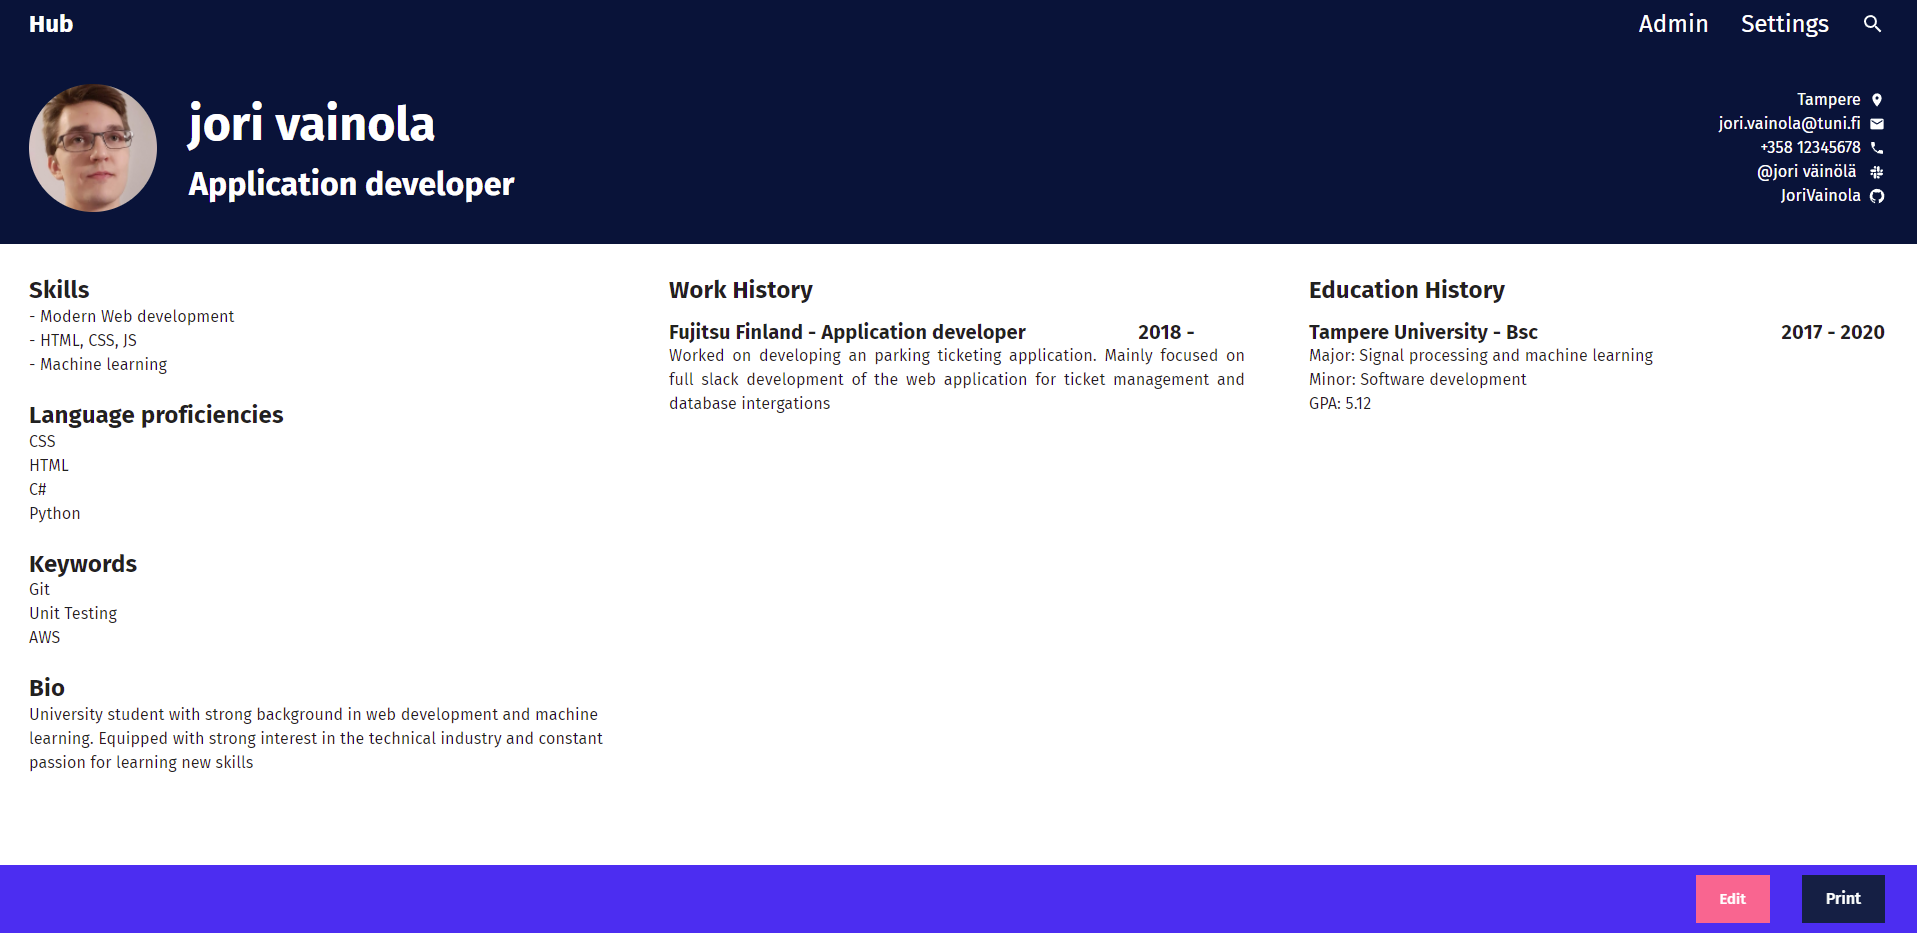 Hub
Admin Settings
jori vainola
Application developer
Tampere
jori.vainola@tuni.fi
+358 12345678
@jori väinölä
JoriVainola
Skills
- Modern Web development
- HTML, CSS, JS
- Machine learning
Language proficiencies
CSS
HTML
C#
Python
Keywords
Git
Unit Testing
AWS
Bio
University student with strong background in web development and machine
learning. Equipped with strong interest in the technical industry and constant
passion for learning new skills
Work History
Fujitsu Finland - Application developer 2018 -
Worked on developing an parking ticketing application. Mainly focused on
full slack development of the web application for ticket management and
database intergations
Education History
Tampere University - Bsc 2017 - 2020
Major: Signal processing and machine learning
Minor: Software development
GPA: 5.12
Edit Print